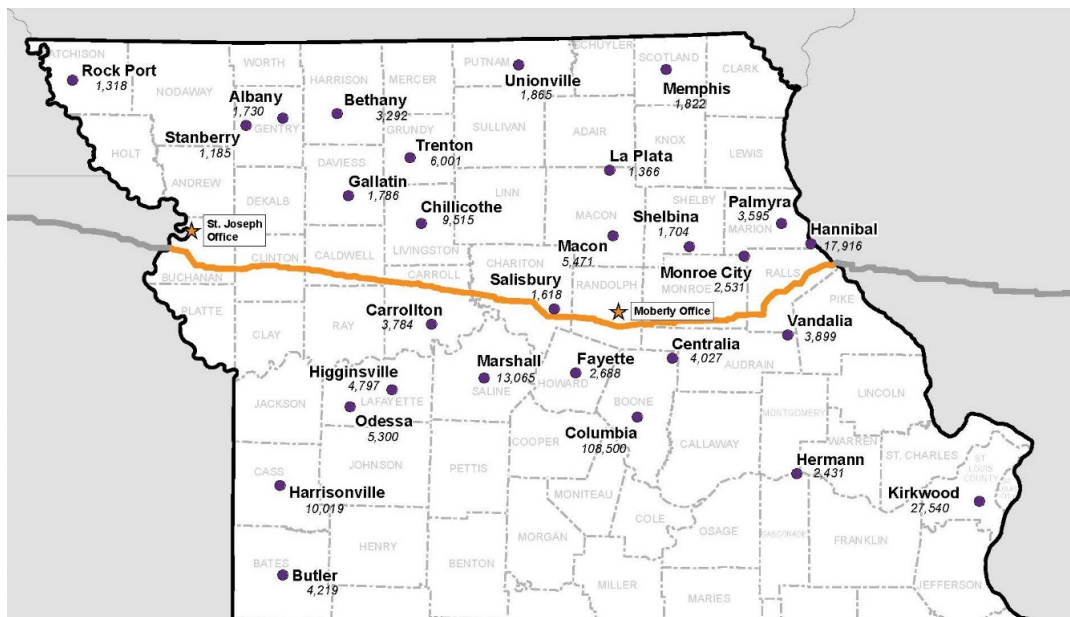 ATCHISON
Rock Port
1,318
NODAWAY
WORTH
HARRISON
MERCER
PUTNAM
Unionville
1,865
SCHUYLER
SCOTLAND
Memphis
1,822
CLARK
Albany
1,730
GENTRY
Bethany
3,292
Stanberry
1,185
GRUNDY
Trenton
6,001
SULLIVAN
ADAIR
KNOX
LEWIS
HOLT
ANDREW
DEKALB
DAVIESS
Gallatin
1,786
Chillicothe
9,515
LINN
La Plata
1,366
MACON
Macon
5,471
SHELBY
Shelbina
1,704
Palmyra
3,595
MARION
Hannibal
17,916
St. Joseph
Office
BUCHANAN
CLINTON
CALDWELL
LIVINGSTON
CARROLL
CHARITON
Salisbury
1,618
RANDOLPH
Moberly Office
Monroe City
2,531
MONROE
RALLS
PIKE
PLATTE
CLAY
RAY
Carrollton
3,784
Vandalia
3,899
Centralia
4,027
AUDRAIN
Marshall
13,065
SALINE
Fayette
2,688
HOWARD
BOONE
Higginsville
4,797
LAFAYETTE
Odessa
5,300
JACKSON
COOPER
Columbia
108,500
CALLAWAY
MONTGOMERY
LINCOLN
WARREN
ST. CHARLES
ST.
LOUIS
COUNTY
CASS
Harrisonville
10,019
JOHNSON
PETTIS
MONITEAU
COLE
OSAGE
Hermann
2,431
GASCONADE
FRANKLIN
Kirkwood
27,540
JEFFERSON
BATES
Butler
4,219
HENRY
BENTON
MORGAN
MILLER
MARIES